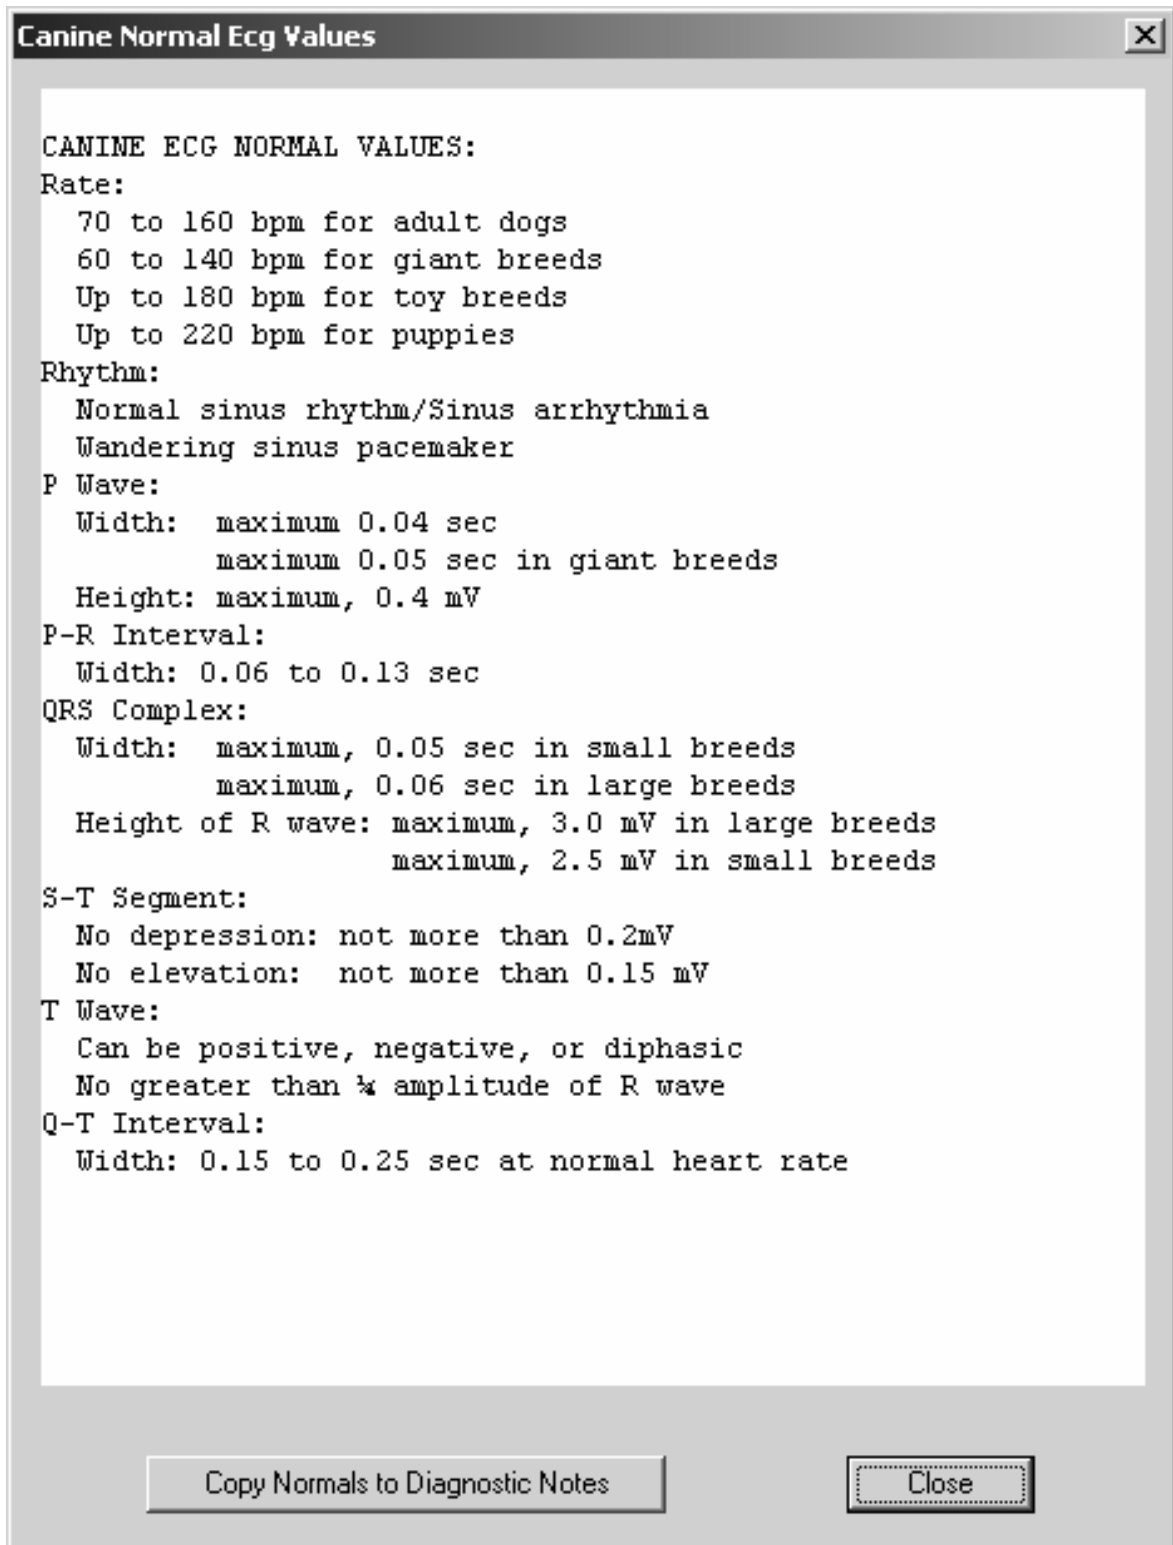 Canine Normal Ecg Values
CANINE ECG NORMAL VALUES:
Rate:
70 to 160 bpm for adult dogs
60 to 140 bpm for giant breeds
Up to 180 bpm for toy breeds
Up to 220 bpm for puppies
Rhythm:
Normal sinus rhythm/Sinus arrhythmia
Wandering sinus pacemaker
P Wave:
Width: maximum 0.04 sec
maximum 0.05 sec in giant breeds
Height: maximum, 0.4 mV
P-R Interval:
Width: 0.06 to 0.13 sec
QRS Complex:
Width: maximum, 0.05 sec in small breeds
maximum, 0.06 sec in large breeds
Height of R wave: maximum, 3.0 mV in large breeds
maximum, 2.5 mV in small breeds
S-T Segment:
No depression: not more than 0.2mV
No elevation: not more than 0.15 mV
T Wave:
Can be positive, negative, or diphasic
No greater than ¼ amplitude of R wave
Q-T Interval:
Width: 0.15 to 0.25 sec at normal heart rate
Copy Normals to Diagnostic Notes
Close